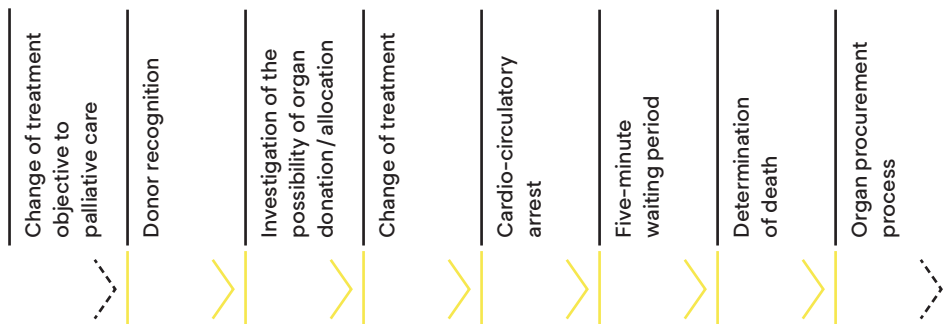 Change of treatment
objective to
palliative care
Donor recognition
Investigation of the
possibility of organ
donation / allocation
Change of treatment
Cardio-circulatory
arrest
Five-minute
waiting period
Determination
of death
Organ procurement
process